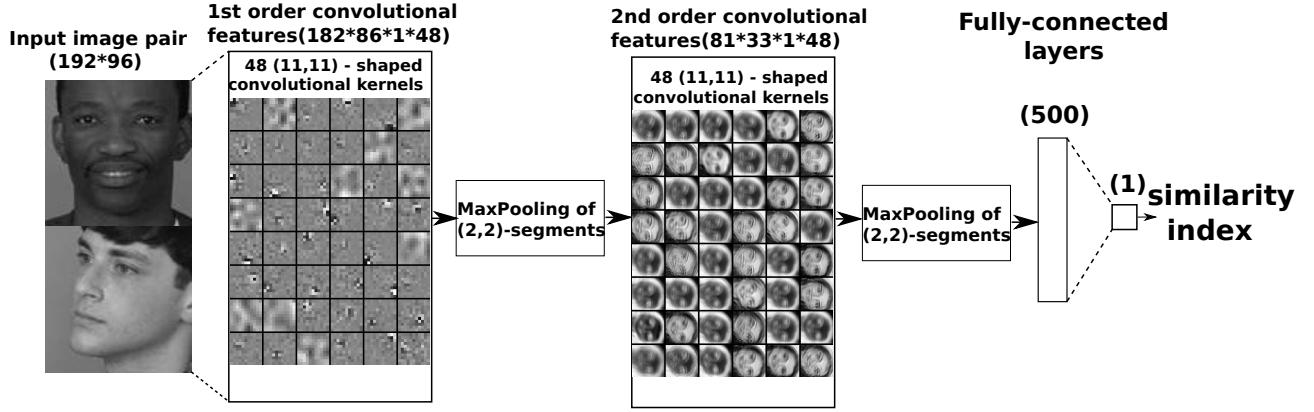 Input image pair
(192*96)
1st order convolutional
features(182*86*1*48)
48 (11,11) - shaped
convolutional kernels
MaxPooling of
(2,2)-segments
2nd order convolutional
features(81*33*1*48)
48 (11,11) - shaped
convolutional kernels
MaxPooling of
(2,2)-segments
Fully-connected
layers
(500)
(1)
similarity
index